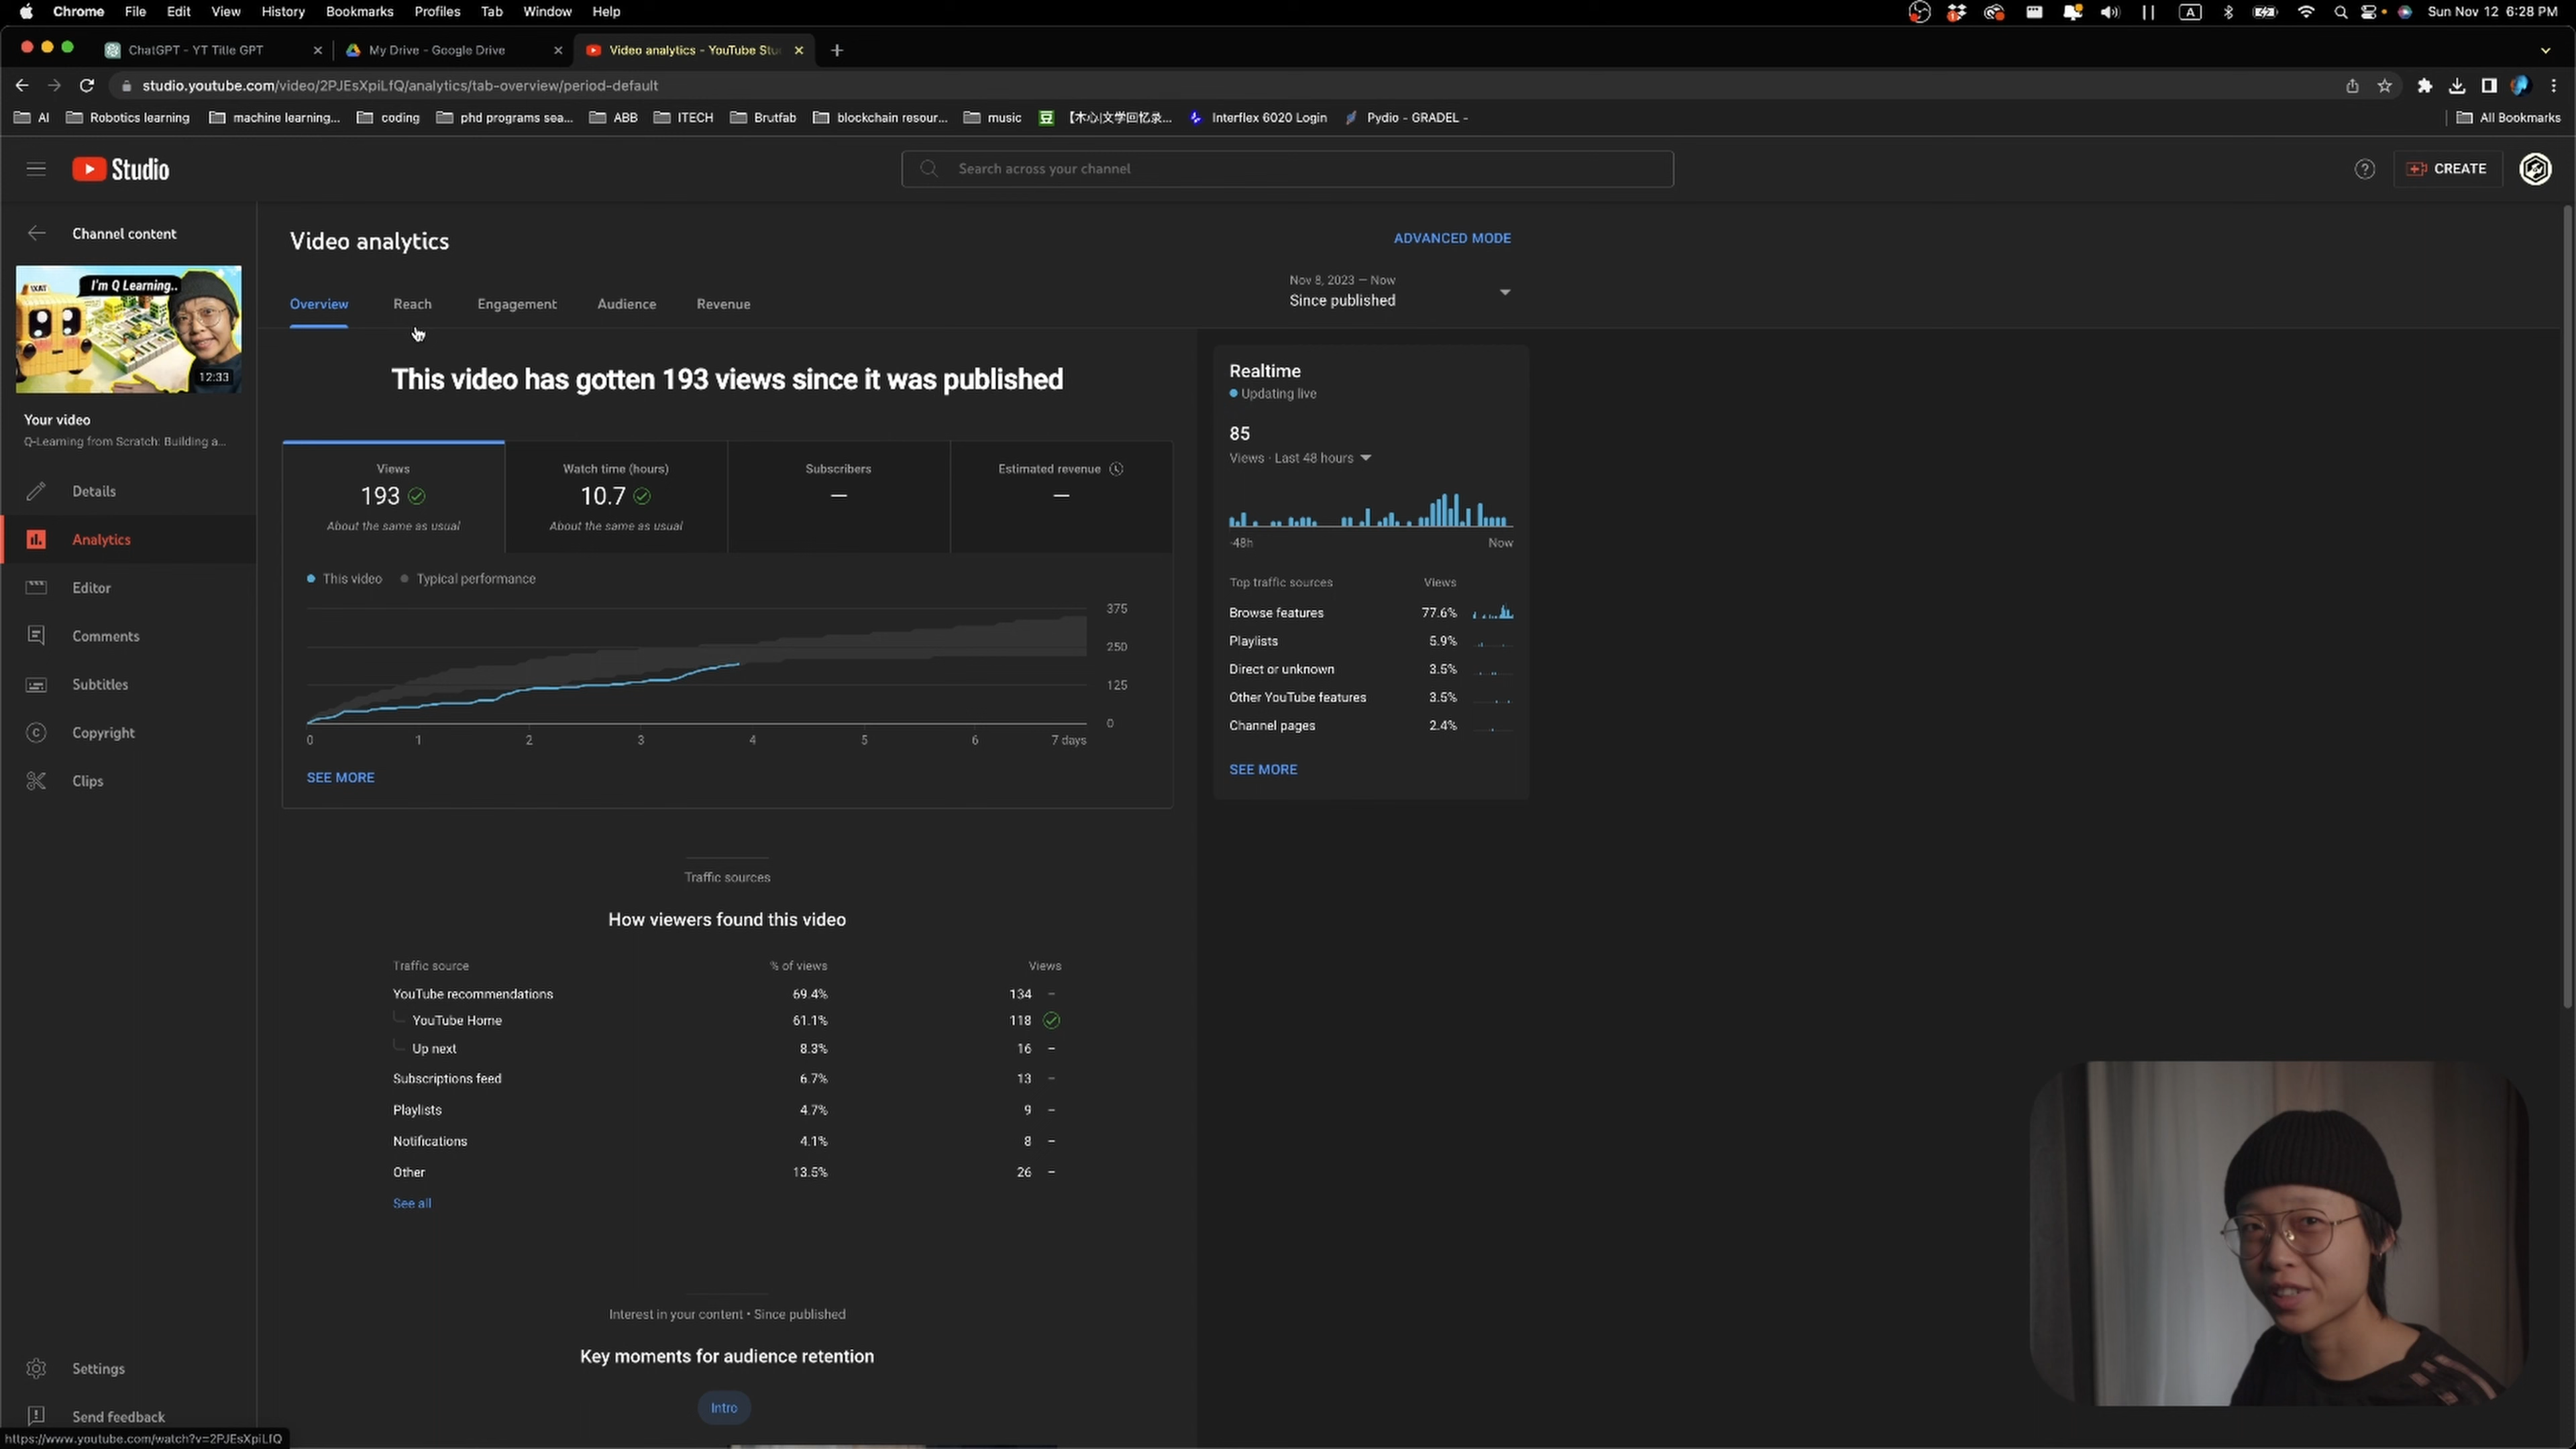 Chrome File Edit View History Bookmarks Profiles Tab Window Help
A Sun Nov 12 6:28 PM
ChatGPT - YT Title GPT
My Drive - Google Drive
Video analytics - YouTube Stu
studio.youtube.com/video/2PJEsXpiLfQ/analytics/tab-overview/period-default
AI Robotics learning machine learning... coding phd programs sea... ABB ITECH Brutfab blockchain resour... music 豆 【木心|文学回忆录... Interflex 6020 Login Pydio - GRADEL - All Bookmarks
Studio
Search across your channel
CREATE
Channel content
I'm Q Learning..
12:33
Your video
Q-Learning from Scratch: Building a...
Details
Analytics
Editor
Comments
Subtitles
Copyright
Clips
Settings
Send feedback
https://www.youtube.com/watch?v=2PJEsXpiLfQ
Video analytics
ADVANCED MODE
Overview Reach Engagement Audience Revenue
Nov 8, 2023 – Now
Since published
This video has gotten 193 views since it was published
Views
193
About the same as usual
Watch time (hours)
10.7
About the same as usual
Subscribers
—
Estimated revenue
—
This video Typical performance
375
250
125
0
0 1 2 3 4 5 6 7 days
SEE MORE
Traffic sources
How viewers found this video
Traffic source % of views Views
YouTube recommendations 69.4% 134 –
YouTube Home 61.1% 118
Up next 8.3% 16 –
Subscriptions feed 6.7% 13 –
Playlists 4.7% 9 –
Notifications 4.1% 8 –
Other 13.5% 26 –
See all
Interest in your content • Since published
Key moments for audience retention
Intro
Realtime
Updating live
85
Views · Last 48 hours
-48h Now
Top traffic sources Views
Browse features 77.6%
Playlists 5.9%
Direct or unknown 3.5%
Other YouTube features 3.5%
Channel pages 2.4%
SEE MORE